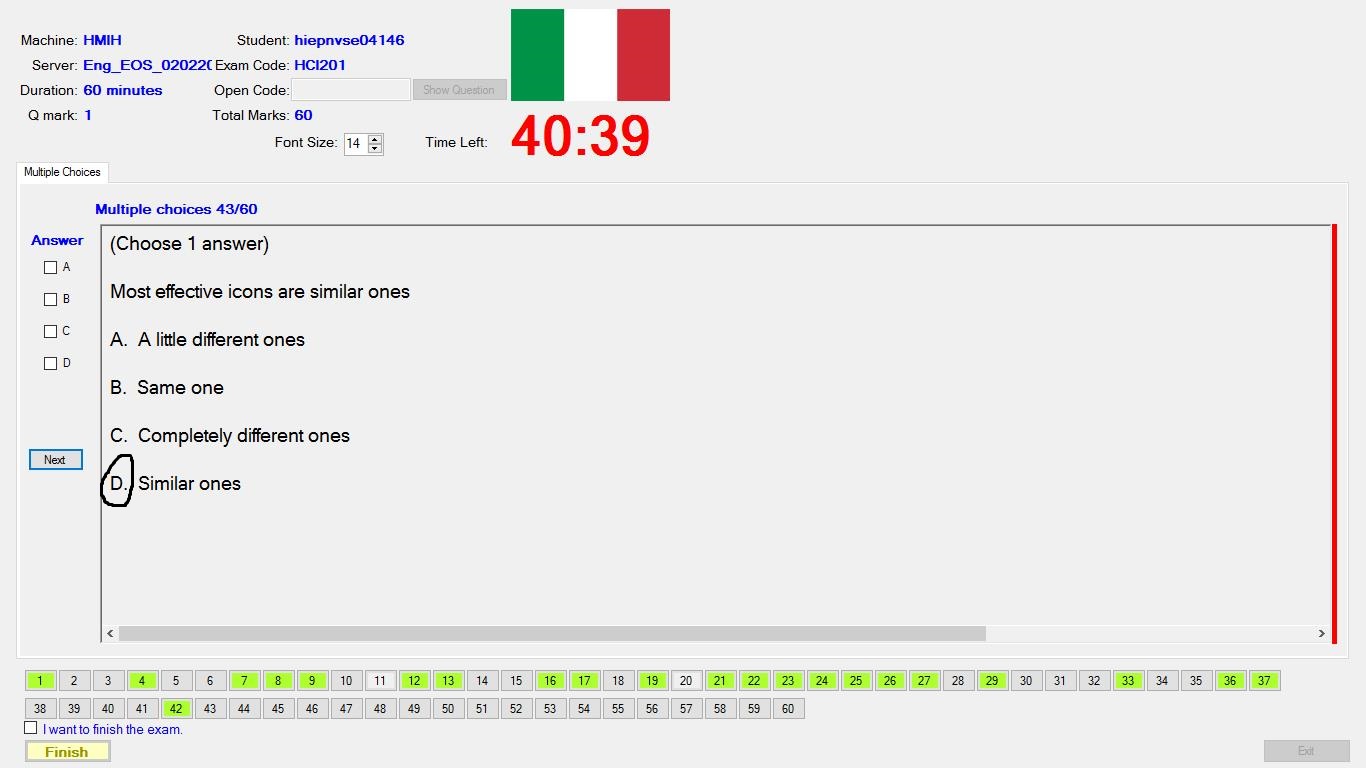 Machine: HMIH Student: hiepnvse04146
Server: Eng_EOS_020220 Exam Code: HCI201
Duration: 60 minutes Open Code: Show Question
Q mark: 1 Total Marks: 60
Font Size: 14 Time Left: 40:39
Multiple Choices
Multiple choices 43/60
Answer
(Choose 1 answer)
A
Most effective icons are similar ones
B
C
A. A little different ones
D
B. Same one
C. Completely different ones
Next
D. Similar ones
1 2 3 4 5 6 7 8 9 10 11 12 13 14 15 16 17 18 19 20 21 22 23 24 25 26 27 28 29 30 31 32 33 34 35 36 37
38 39 40 41 42 43 44 45 46 47 48 49 50 51 52 53 54 55 56 57 58 59 60
I want to finish the exam.
Finish Exit